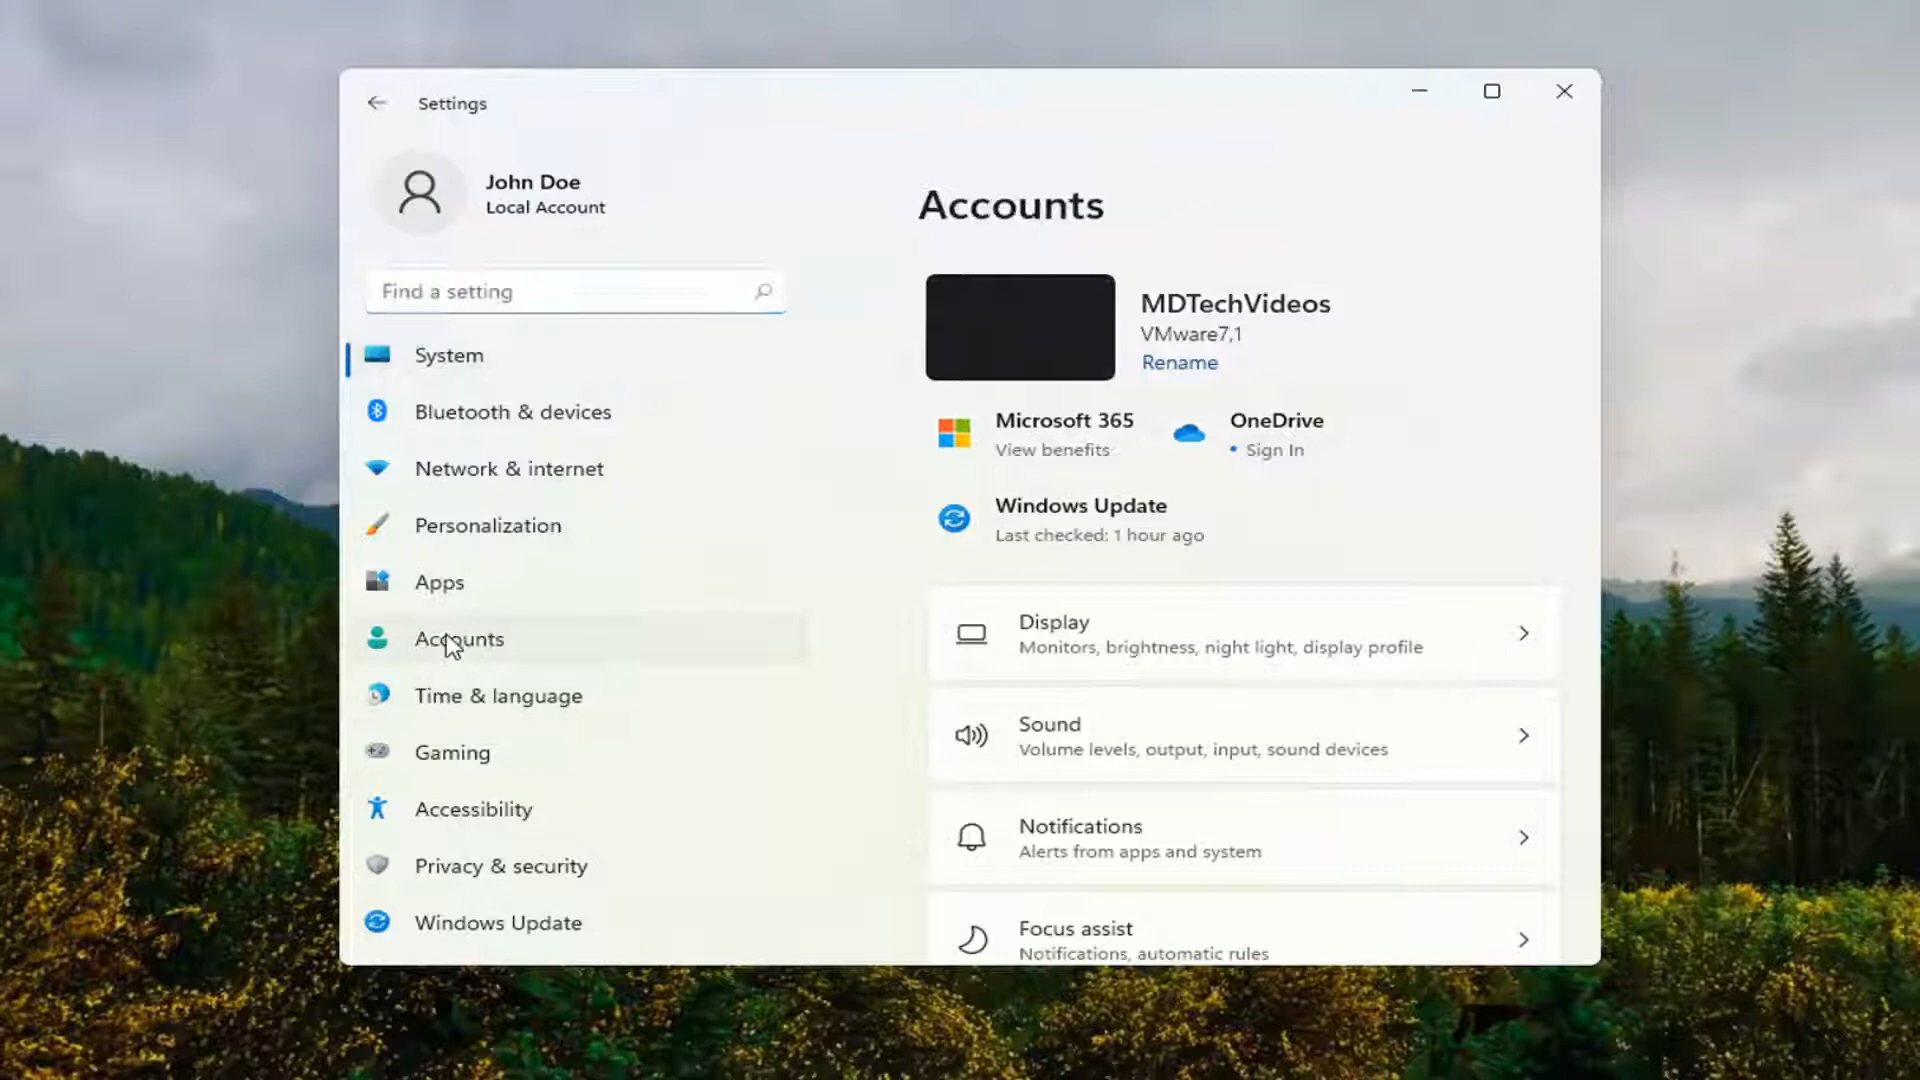 Settings
John Doe
Local Account
Find a setting
System
Bluetooth & devices
Network & internet
Personalization
Apps
Accounts
Time & language
Gaming
Accessibility
Privacy & security
Windows Update
Accounts
MDTechVideos
VMware7,1
Rename
Microsoft 365
View benefits
OneDrive
• Sign In
Windows Update
Last checked: 1 hour ago
Display
Monitors, brightness, night light, display profile
Sound
Volume levels, output, input, sound devices
Notifications
Alerts from apps and system
Focus assist
Notifications, automatic rules